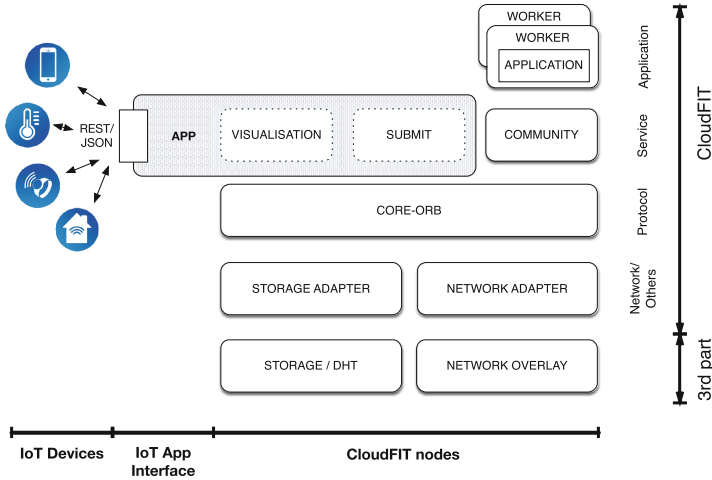 WORKER
WORKER
APPLICATION
Application
REST/
JSON
APP
VISUALISATION
SUBMIT
COMMUNITY
Service
CORE-ORB
Protocol
STORAGE ADAPTER
NETWORK ADAPTER
Network/
Others
CloudFIT
STORAGE / DHT
NETWORK OVERLAY
3rd part
IoT Devices
IoT App
Interface
CloudFIT nodes